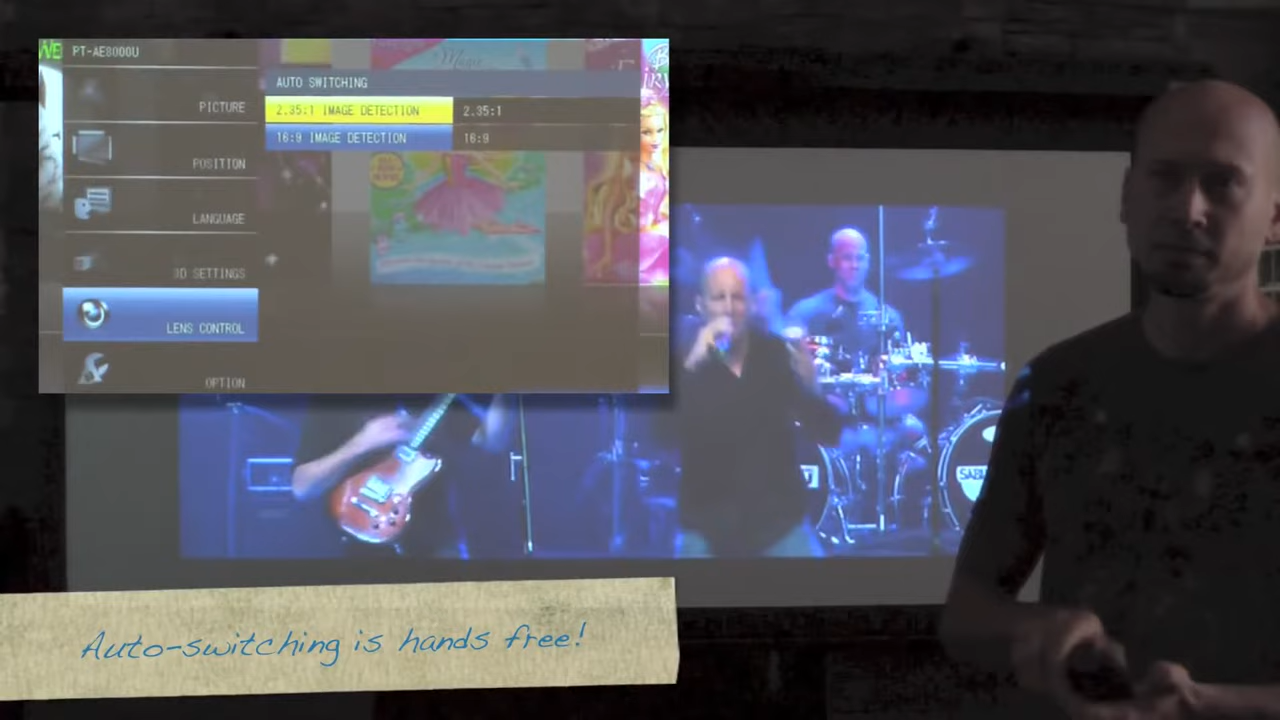 PT-AE8000U
AUTO SWITCHING
PICTURE
2.35:1 IMAGE DETECTION 2.35:1
16:9 IMAGE DETECTION 16:9
POSITION
LANGUAGE
3D SETTINGS
LENS CONTROL
OPTION
Auto-switching is hands free!